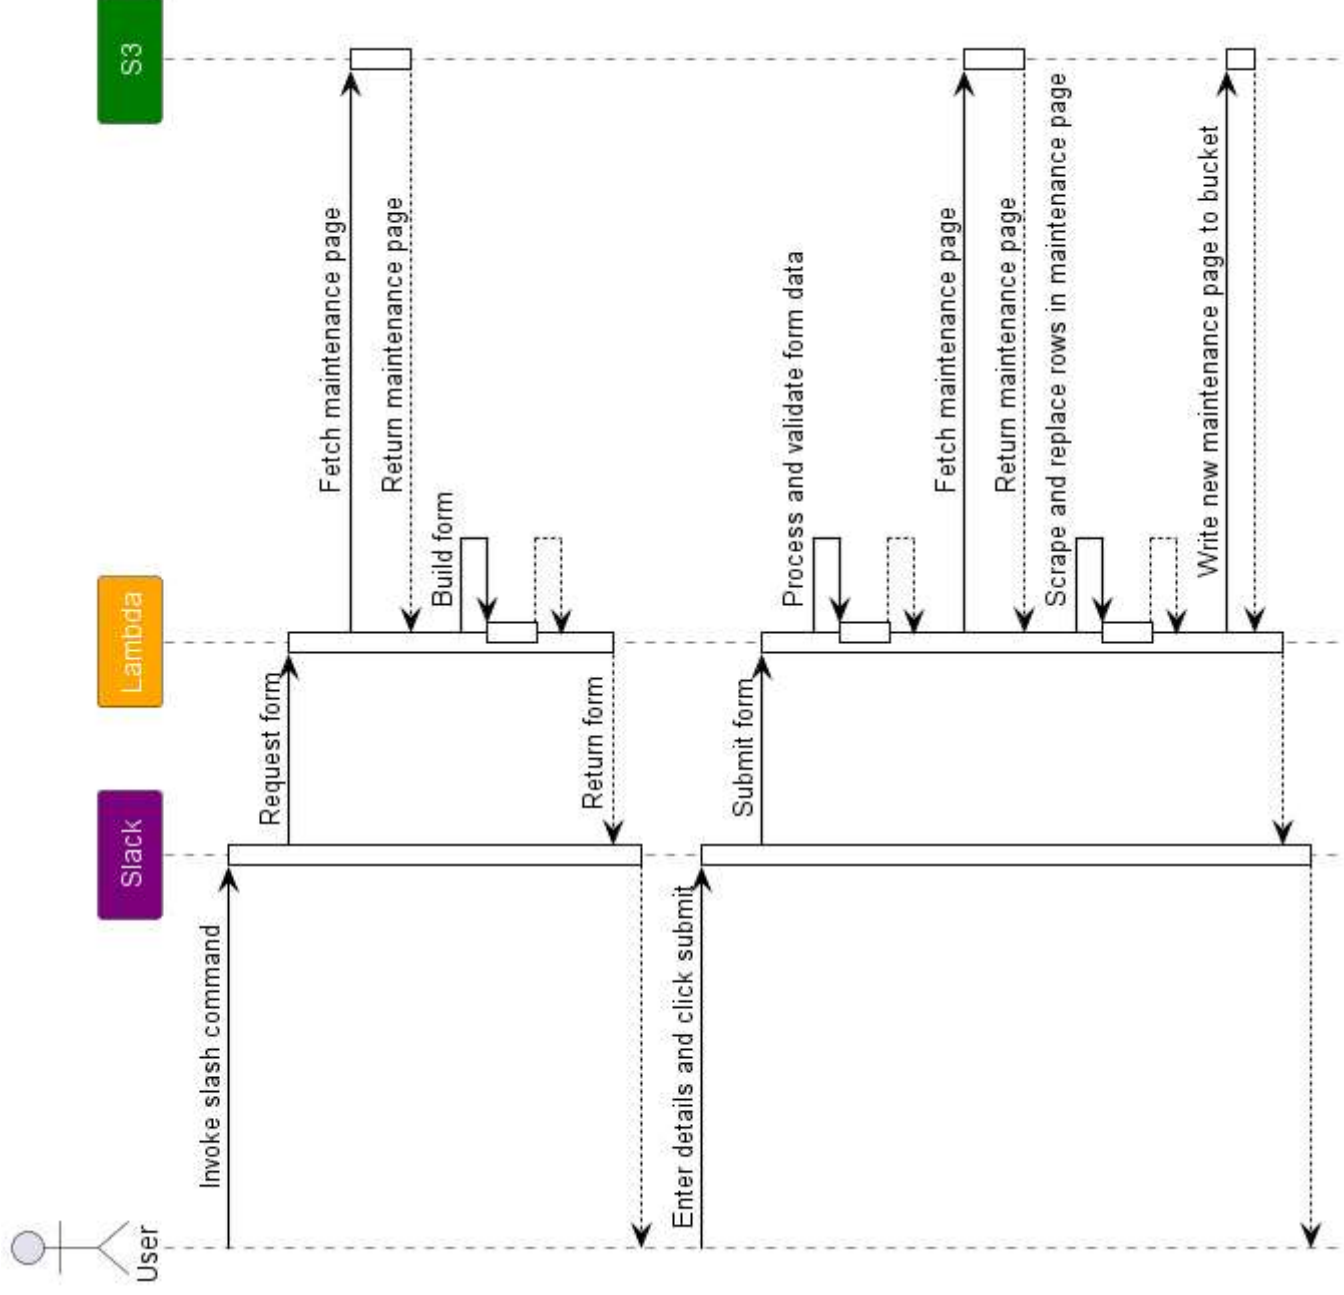 User
Slack
Lambda
S3
Invoke slash command
Request form
Fetch maintenance page
Return maintenance page
Build form
Return form
Enter details and click submit
Submit form
Process and validate form data
Fetch maintenance page
Return maintenance page
Scrape and replace rows in maintenance page
Write new maintenance page to bucket